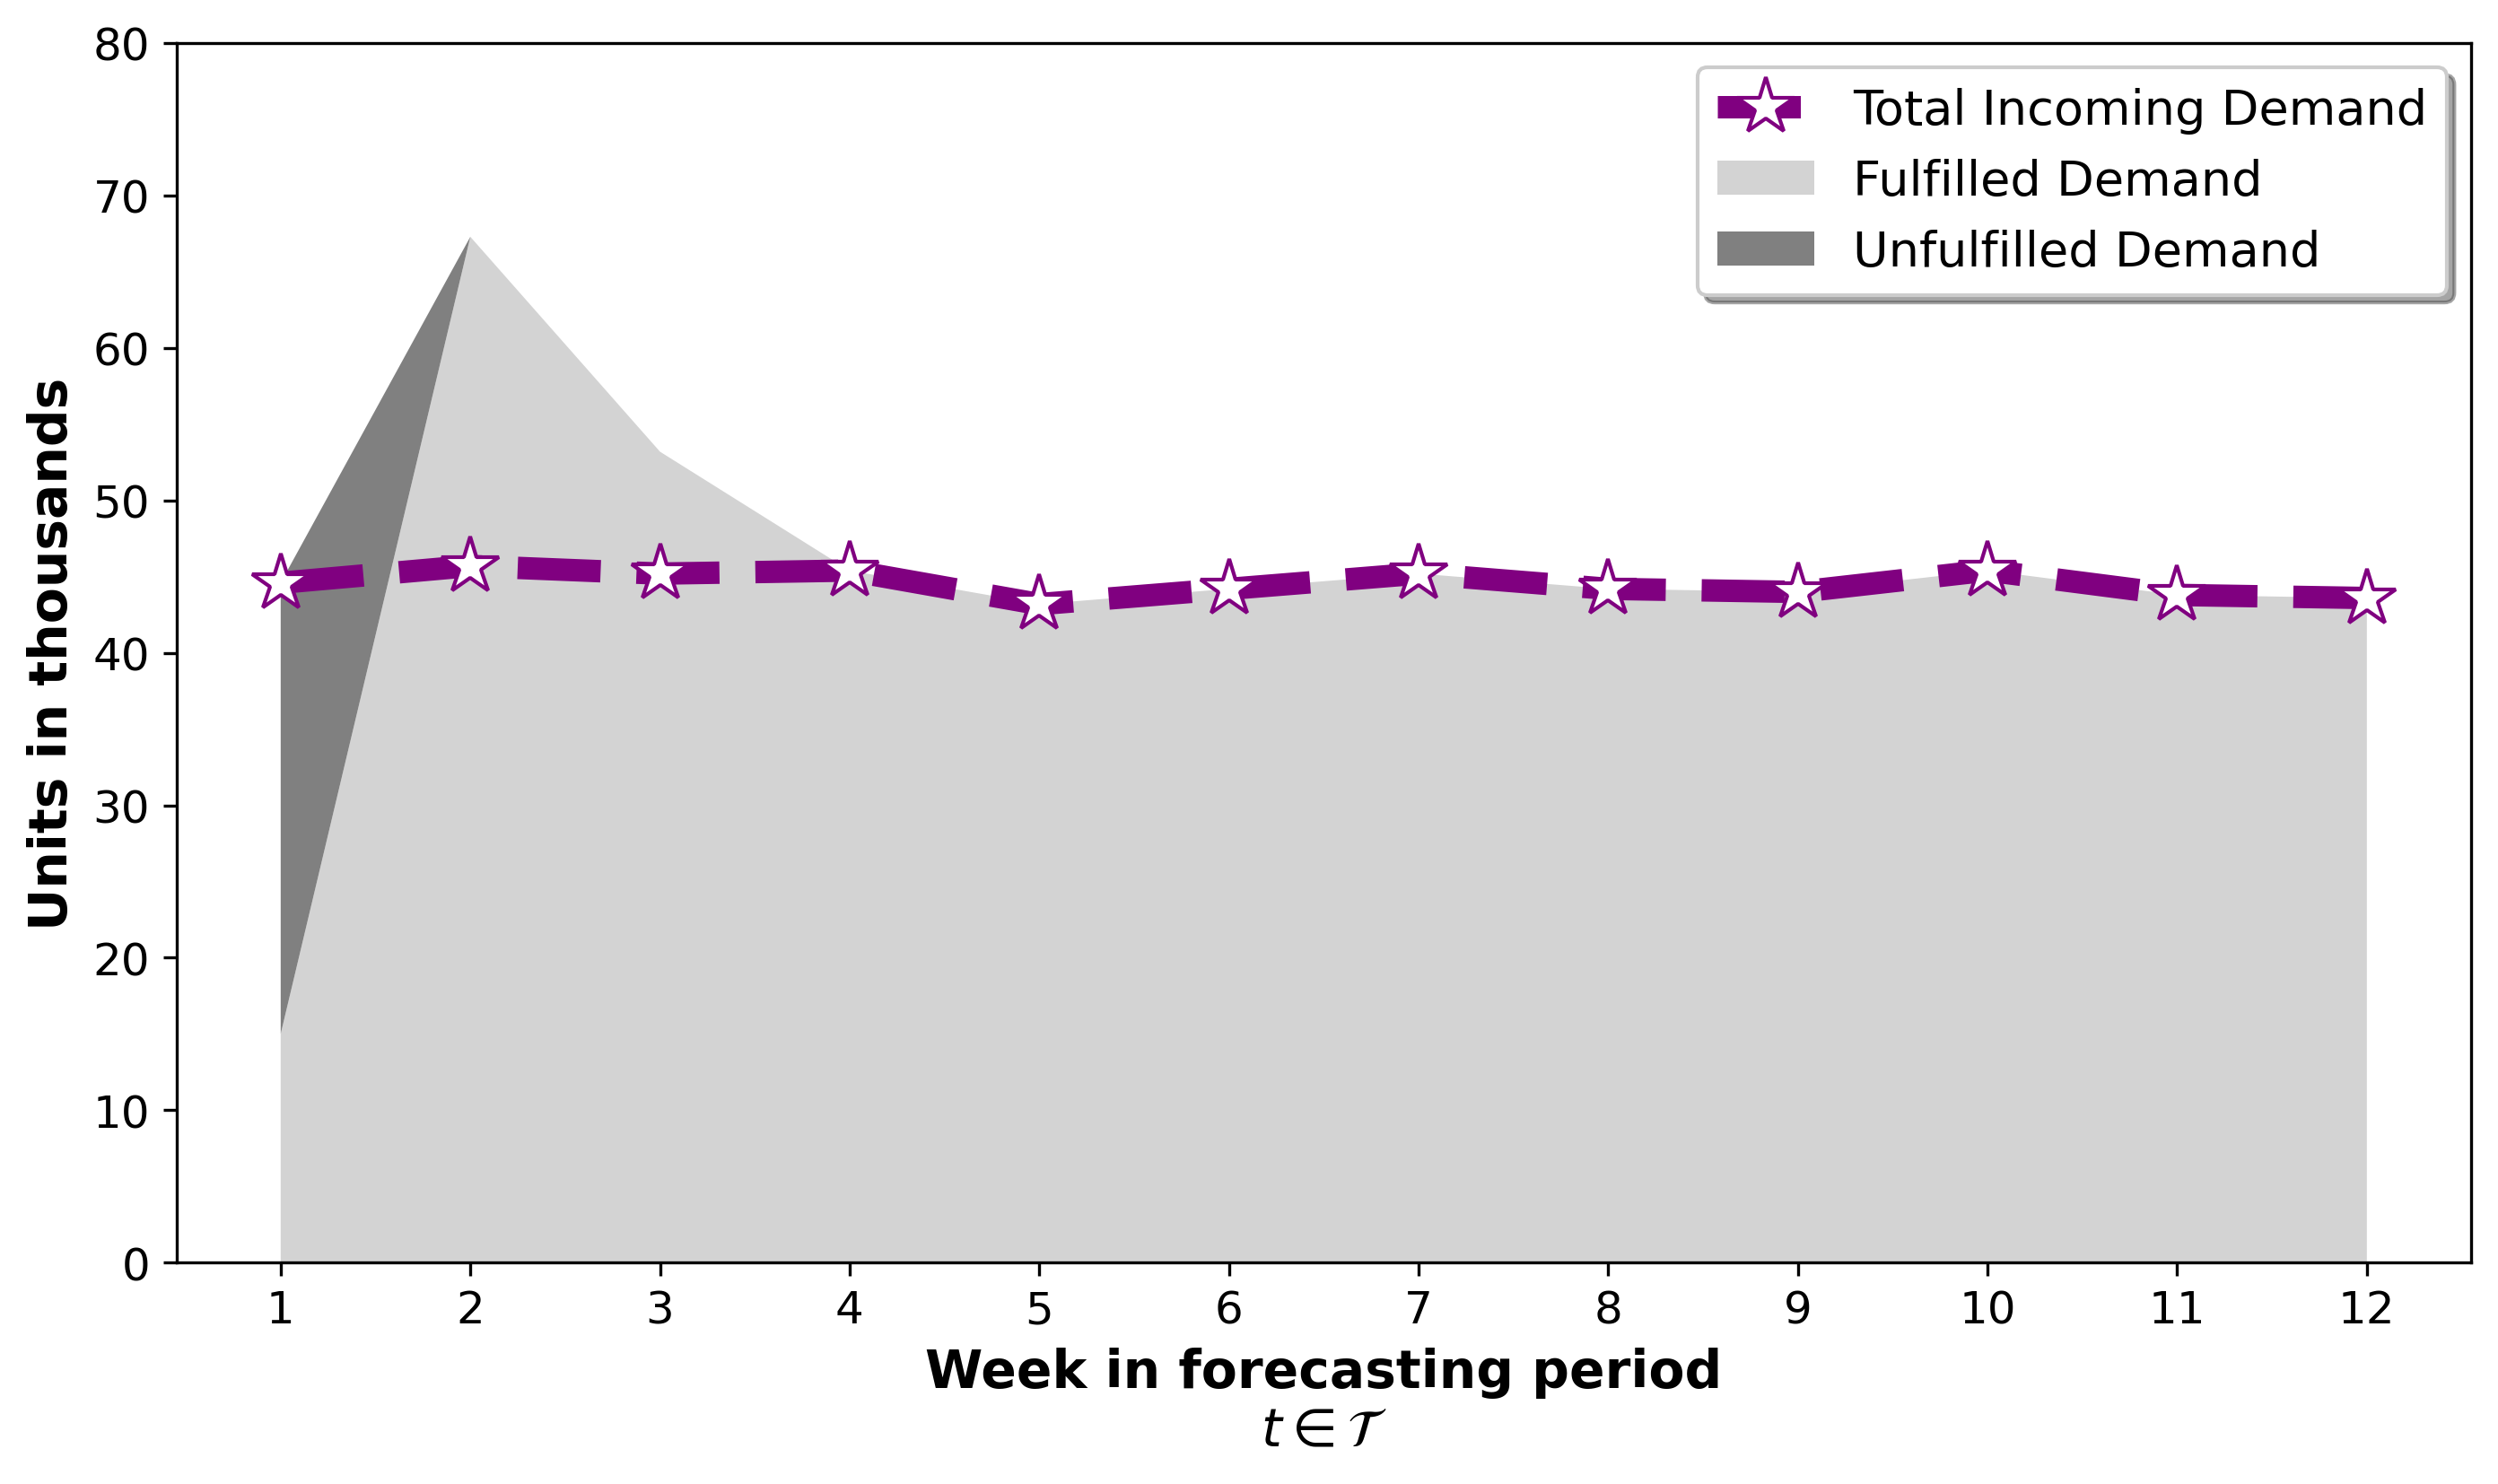 80
70
60
50
40
30
20
10
0
Units in thousands
Total Incoming Demand
Fulfilled Demand
Unfulfilled Demand
1 2 3 4 5 6 7 8 9 10 11 12
Week in forecasting period
t ∈ 𝒯